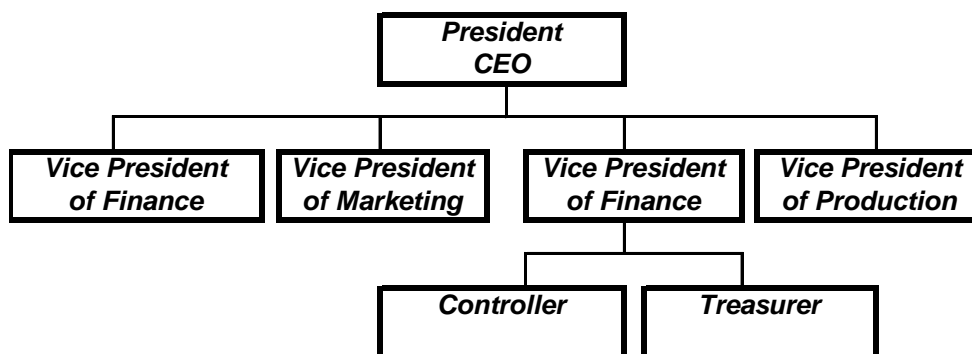 President
CEO
Vice President
of Finance
Vice President
of Marketing
Vice President
of Finance
Vice President
of Production
Controller
Treasurer